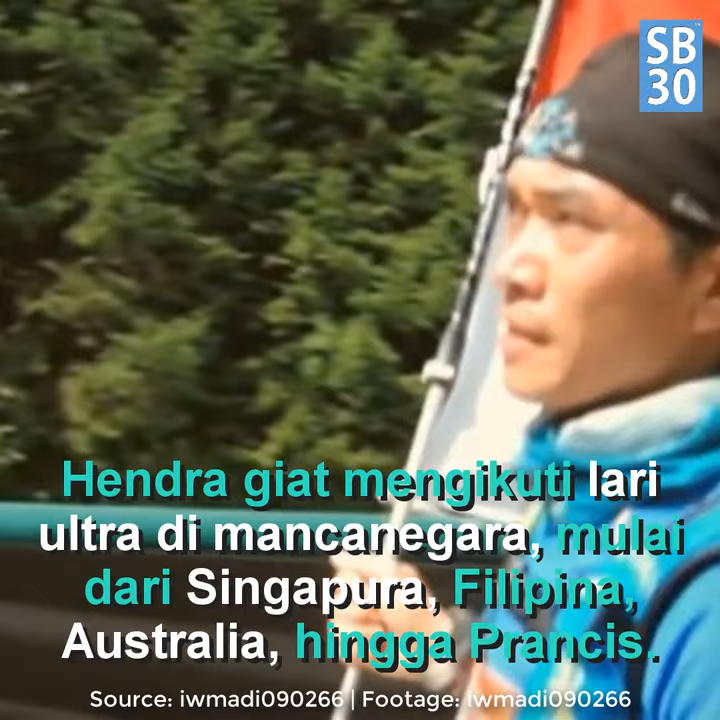 SB
30
Hendra giat mengikuti lari
ultra di mancanegara, mulai
dari Singapura, Filipina,
Australia, hingga Prancis.
Source: iwmadi090266 | Footage: iwmadi090266